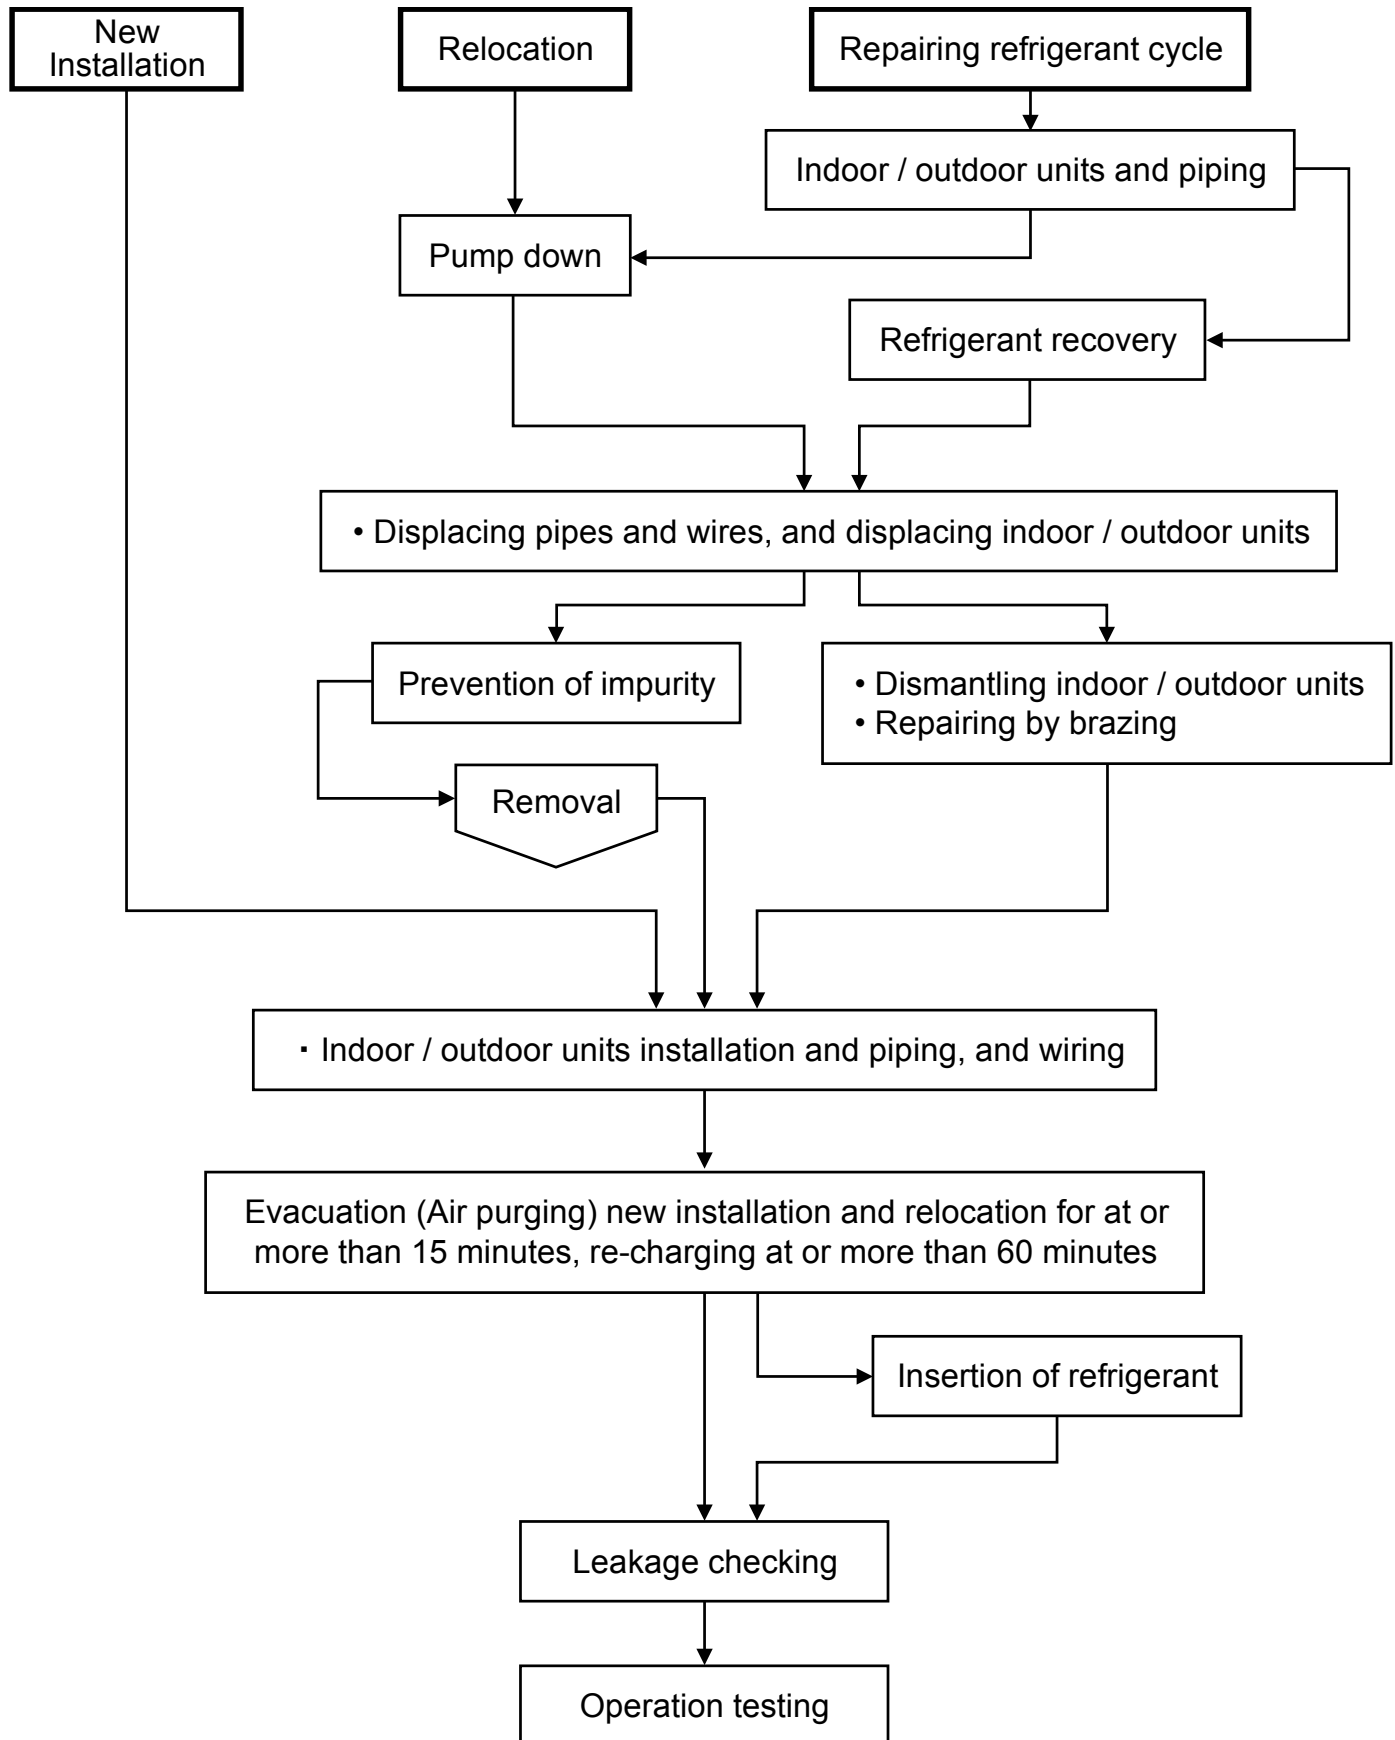 New
Installation
Relocation
Repairing refrigerant cycle
Indoor / outdoor units and piping
Pump down
Refrigerant recovery
• Displacing pipes and wires, and displacing indoor / outdoor units
Prevention of impurity
• Dismantling indoor / outdoor units
• Repairing by brazing
Removal
· Indoor / outdoor units installation and piping, and wiring
Evacuation (Air purging) new installation and relocation for at or
more than 15 minutes, re-charging at or more than 60 minutes
Insertion of refrigerant
Leakage checking
Operation testing